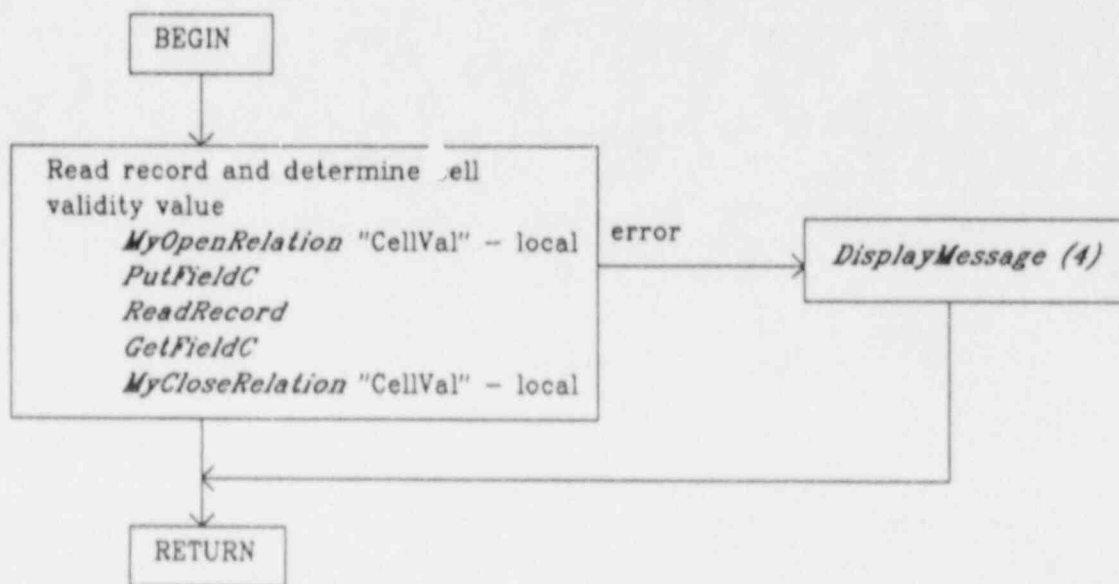 BEGIN
Read record and determine cell
validity value
MyOpenRelation "CellVal" - local
PutFieldC
ReadRecord
GetFieldC
MyCloseRelation "CellVal" - local
error
DisplayMessage (4)
RETURN